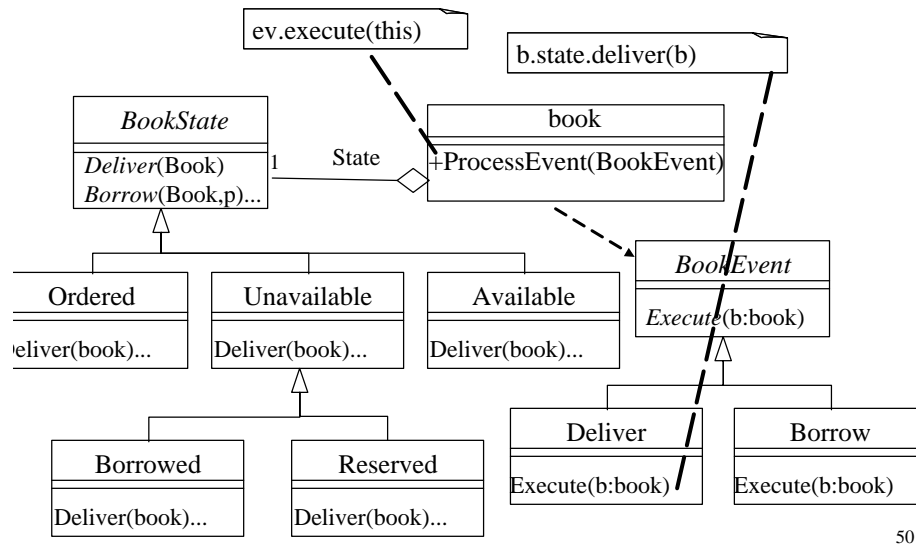 ev.execute(this)
b.state.deliver(b)
BookState
Deliver(Book)
Borrow(Book,p)...
1
State
book
+ProcessEvent(BookEvent)
BookEvent
Execute(b:book)
Ordered
Deliver(book)...
Unavailable
Deliver(book)...
Available
Deliver(book)...
Borrowed
Deliver(book)...
Reserved
Deliver(book)...
Deliver
Execute(b:book)
Borrow
Execute(b:book)
50